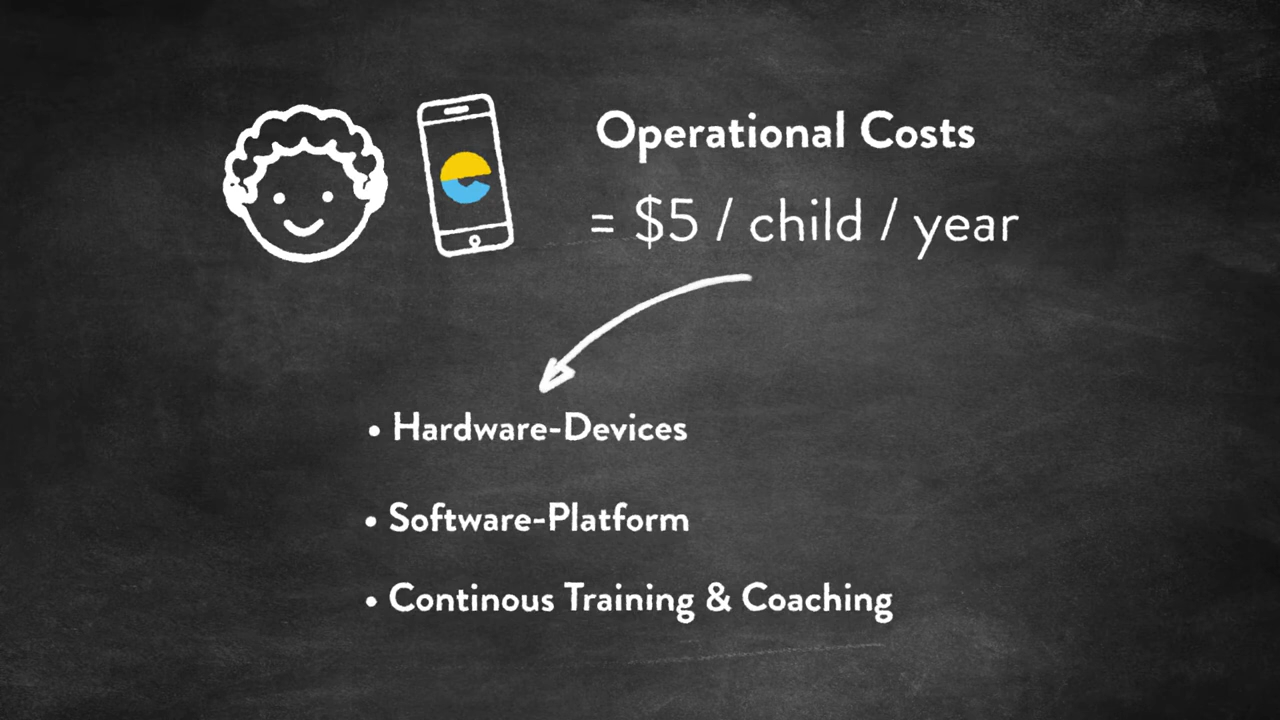 Operational Costs
= $5 / child / year
• Hardware-Devices
• Software-Platform
• Continous Training & Coaching